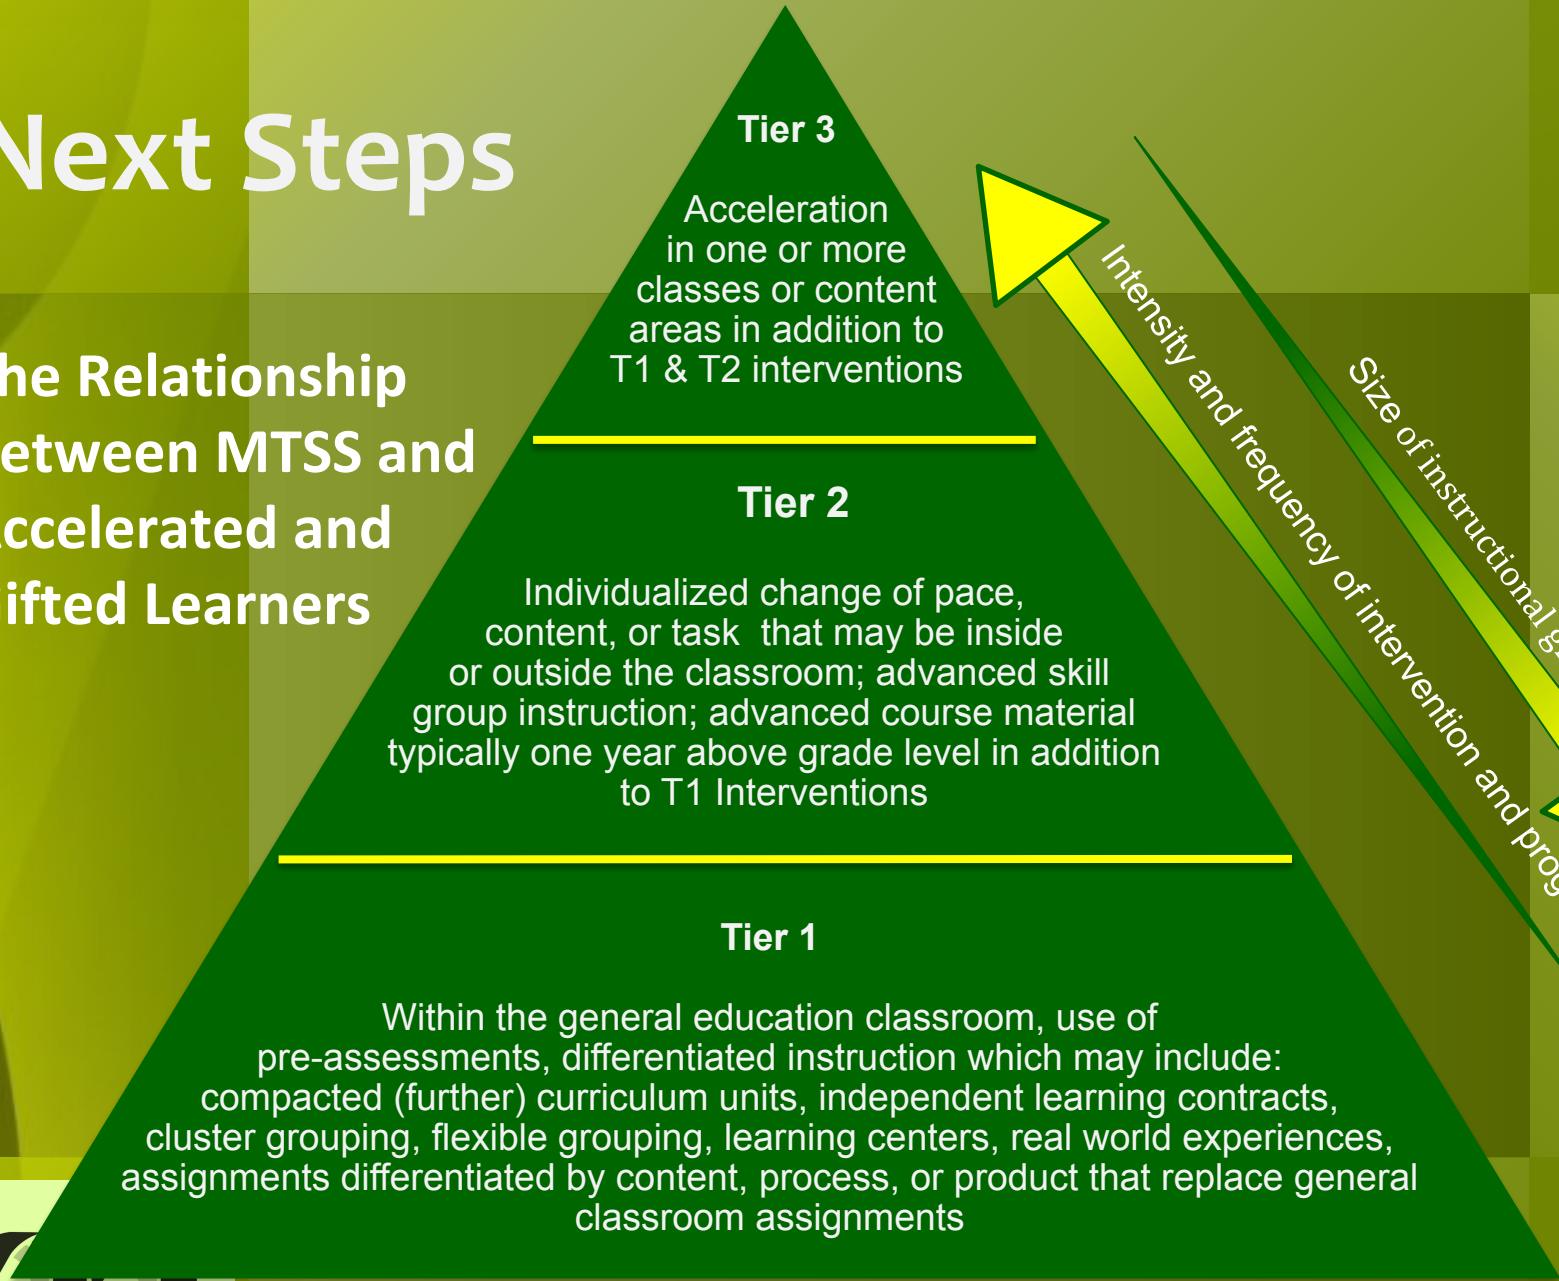 Next Steps
he Relationship
etween MTSS and
ccelerated and
ifted Learners
Tier 3
Acceleration
in one or more
classes or content
areas in addition to
T1 & T2 interventions
Tier 2
Individualized change of pace,
content, or task that may be inside
or outside the classroom; advanced skill
group instruction; advanced course material
typically one year above grade level in addition
to T1 Interventions
Tier 1
Within the general education classroom, use of
pre-assessments, differentiated instruction which may include:
compacted (further) curriculum units, independent learning contracts,
cluster grouping, flexible grouping, learning centers, real world experiences,
assignments differentiated by content, process, or product that replace general
classroom assignments
Intensity and frequency of intervention and prog
Size of instructional g